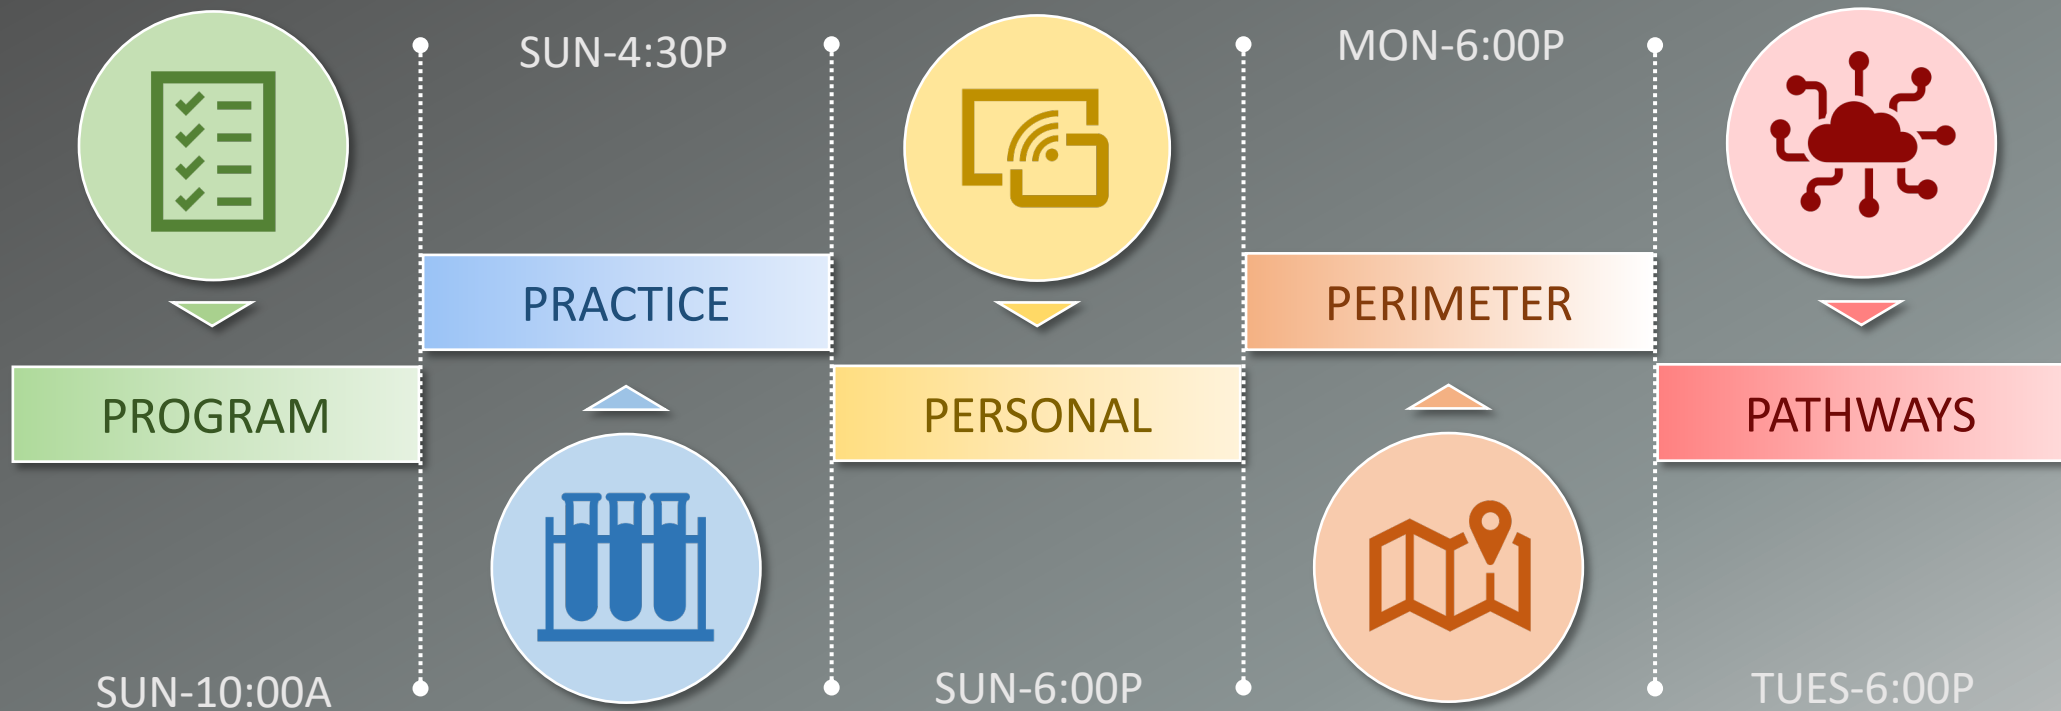 SUN-4:30P
MON-6:00P
PRACTICE
PERIMETER
PROGRAM
PERSONAL
PATHWAYS
SUN-10:00A
SUN-6:00P
TUES-6:00P